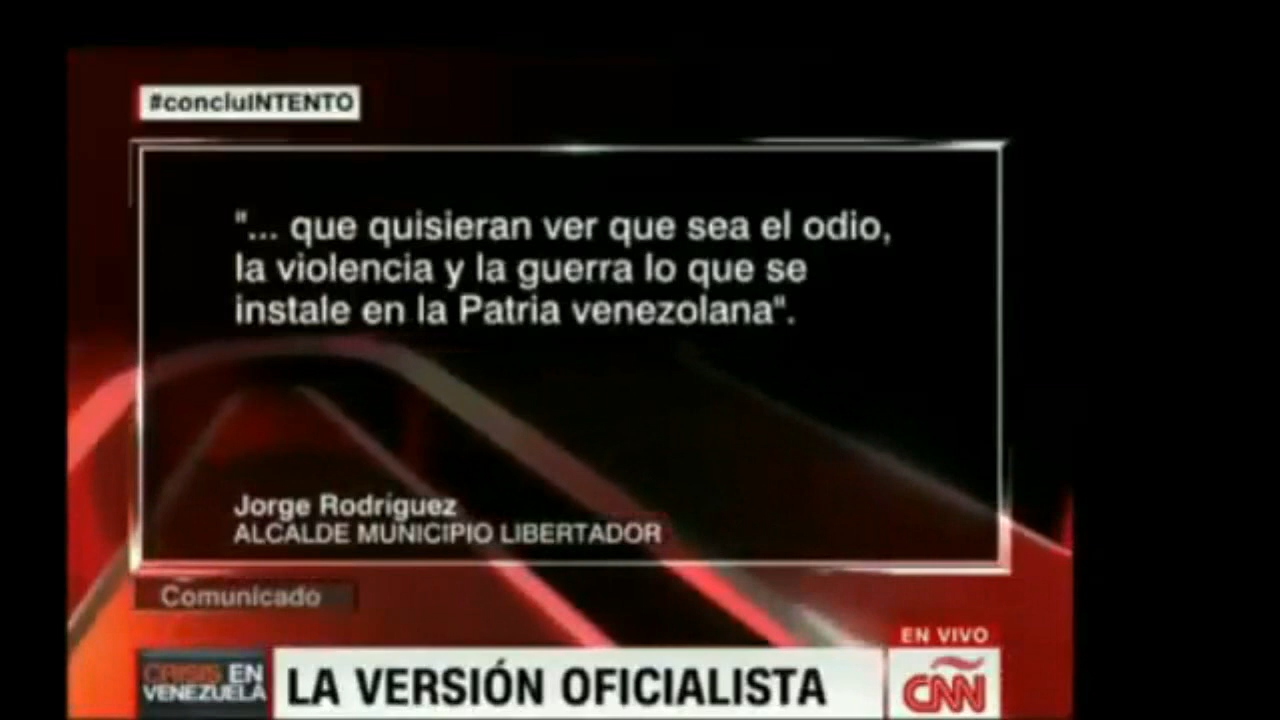 #concluINTENTO
"... que quisieran ver que sea el odio,
la violencia y la guerra lo que se
instale en la Patria venezolana".
Jorge Rodríguez
ALCALDE MUNICIPIO LIBERTADOR
Comunicado
EN VIVO
CRISIS EN
VENEZUELA
LA VERSIÓN OFICIALISTA
CNN